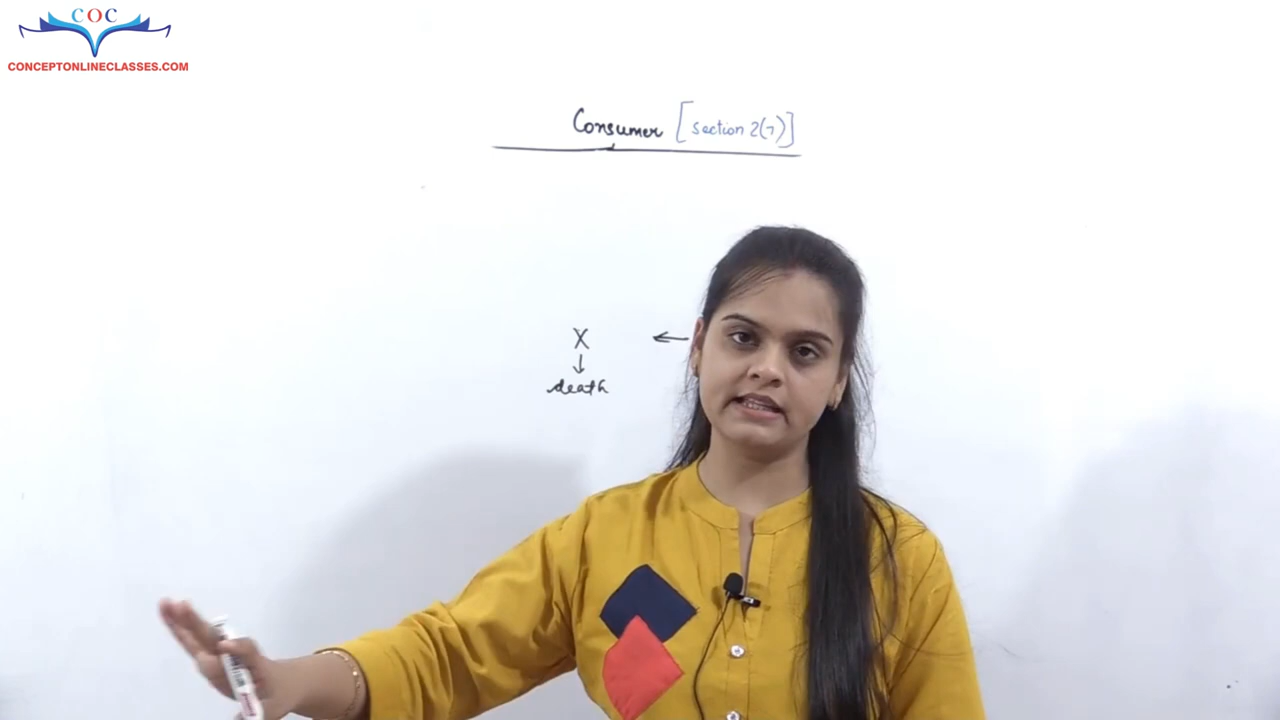 COC
CONCEPTONLINECLASSES.COM
Consumer [section 2(7)]
X ←
↓
death